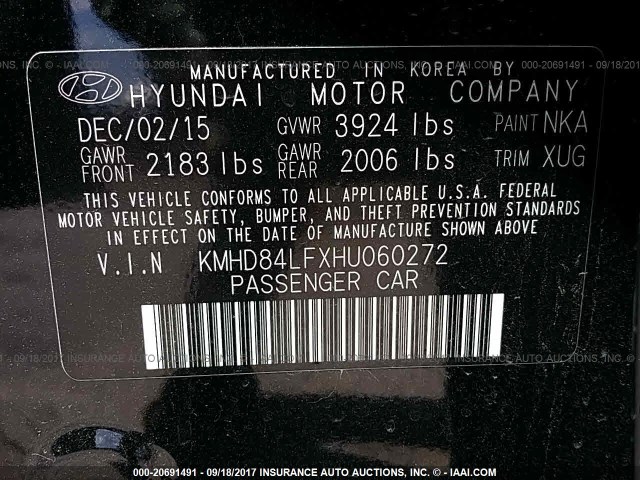 MANUFACTURED IN KOREA BY
HYUNDAI MOTOR COMPANY
DEC/02/15 GVWR 3924 lbs PAINT NKA
GAWR FRONT 2183 lbs GAWR REAR 2006 lbs TRIM XUG
THIS VEHICLE CONFORMS TO ALL APPLICABLE U.S.A. FEDERAL
MOTOR VEHICLE SAFETY, BUMPER, AND THEFT PREVENTION STANDARDS
IN EFFECT ON THE DATE OF MANUFACTURE SHOWN ABOVE
V.I.N KMHD84LFXHU060272
PASSENGER CAR
000-20691491 - 09/18/2017 INSURANCE AUTO AUCTIONS, INC. - © - IAAI.COM